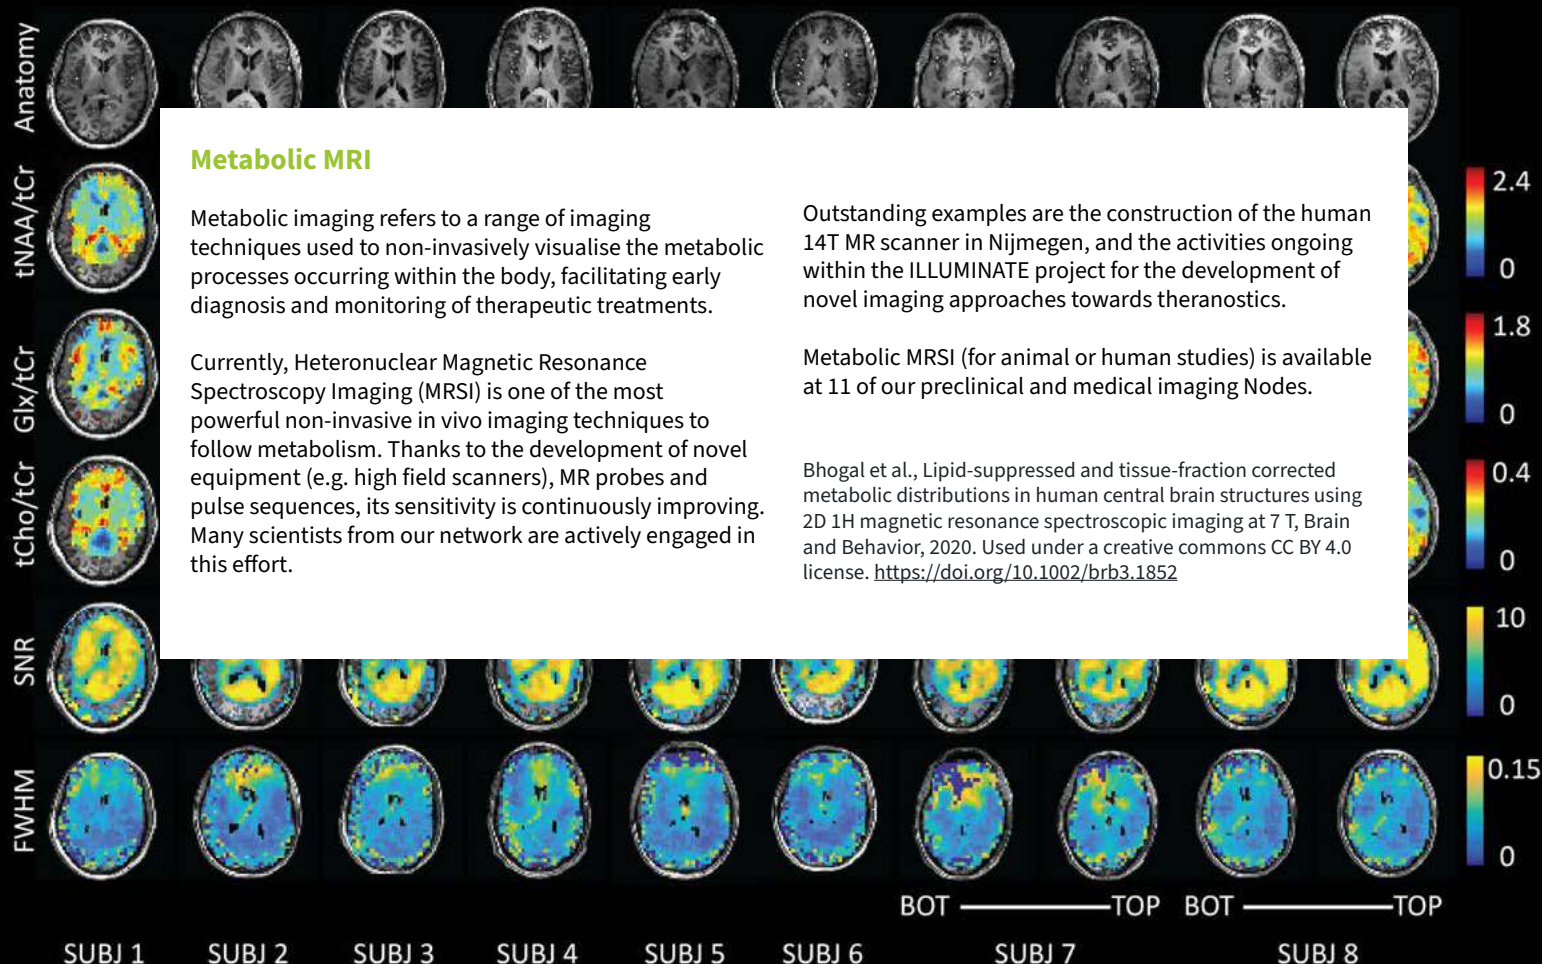 Anatomy
tNAA/tCr
Glx/tCr
tCho/tCr
SNR
FWHM
Metabolic MRI
Metabolic imaging refers to a range of imaging
techniques used to non-invasively visualise the metabolic
processes occurring within the body, facilitating early
diagnosis and monitoring of therapeutic treatments.
Currently, Heteronuclear Magnetic Resonance
Spectroscopy Imaging (MRSI) is one of the most
powerful non-invasive in vivo imaging techniques to
follow metabolism. Thanks to the development of novel
equipment (e.g. high field scanners), MR probes and
pulse sequences, its sensitivity is continuously improving.
Many scientists from our network are actively engaged in
this effort.
Outstanding examples are the construction of the human
14T MR scanner in Nijmegen, and the activities ongoing
within the ILLUMINATE project for the development of
novel imaging approaches towards theranostics.
Metabolic MRSI (for animal or human studies) is available
at 11 of our preclinical and medical imaging Nodes.
Bhogal et al., Lipid-suppressed and tissue-fraction corrected
metabolic distributions in human central brain structures using
2D 1H magnetic resonance spectroscopic imaging at 7 T, Brain
and Behavior, 2020. Used under a creative commons CC BY 4.0
license. https://doi.org/10.1002/brb3.1852
2.4
0
1.8
0
0.4
0
10
0
0.15
0
BOT TOP BOT TOP
SUBJ 1 SUBJ 2 SUBJ 3 SUBJ 4 SUBJ 5 SUBJ 6 SUBJ 7 SUBJ 8